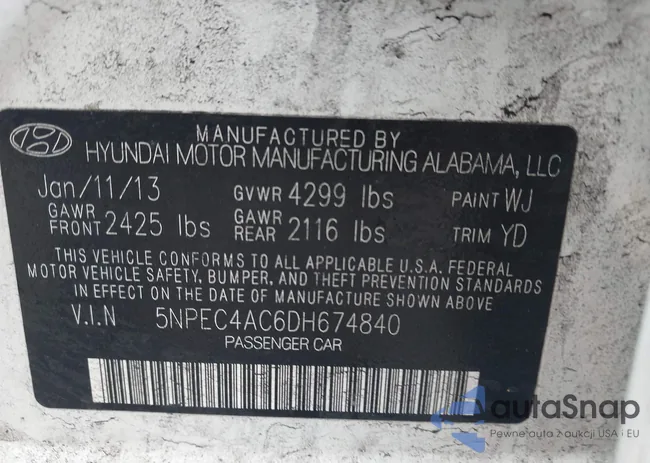 MANUFACTURED BY
HYUNDAI MOTOR MANUFACTURING ALABAMA, LLC
Jan/11/13 GVWR 4299 lbs PAINT WJ
GAWR FRONT 2425 lbs GAWR REAR 2116 lbs TRIM YD
THIS VEHICLE CONFORMS TO ALL APPLICABLE U.S.A. FEDERAL
MOTOR VEHICLE SAFETY, BUMPER, AND THEFT PREVENTION STANDARDS
IN EFFECT ON THE DATE OF MANUFACTURE SHOWN ABOVE
V.I.N 5NPEC4AC6DH674840
PASSENGER CAR
autaSnap
Pewne auta z aukcji USA i EU